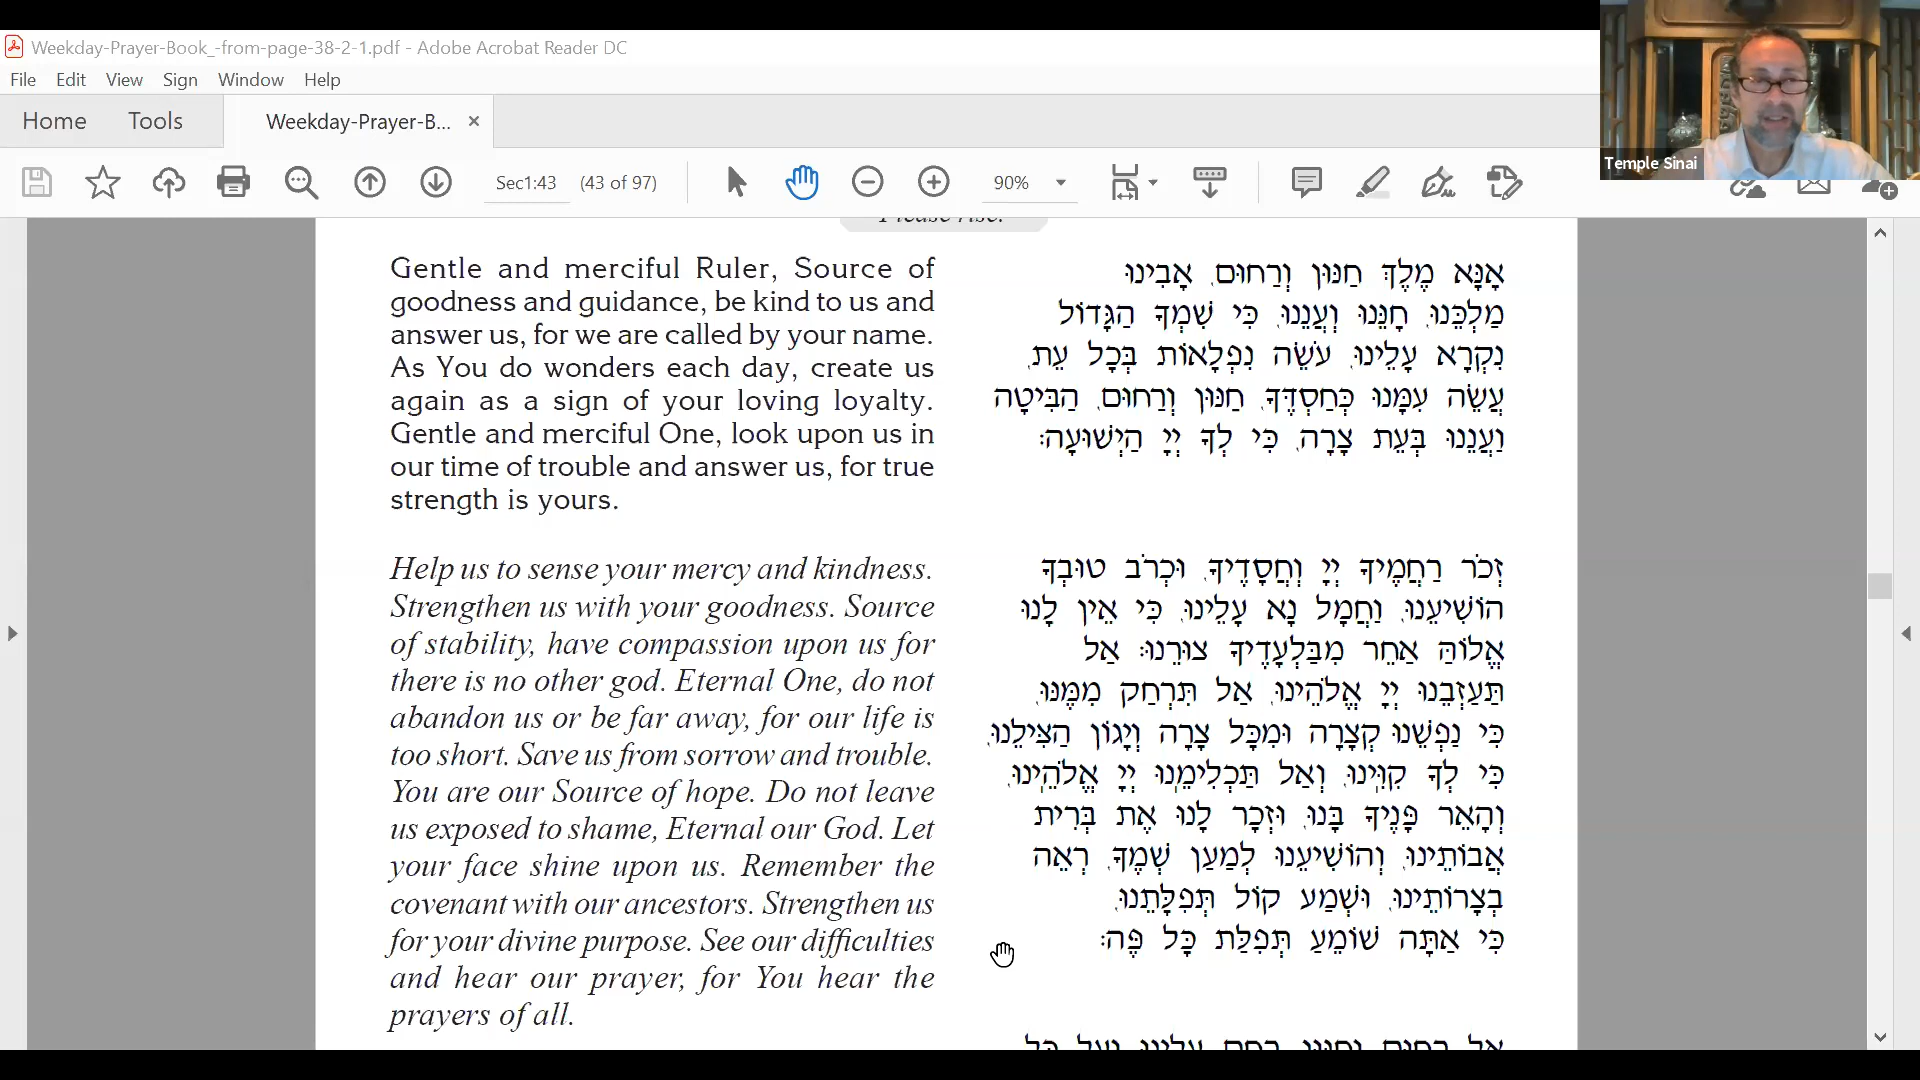 Weekday-Prayer-Book_-from-page-38-2-1.pdf - Adobe Acrobat Reader DC
File Edit View Sign Window Help
Home Tools Weekday-Prayer-B... ×
Sec1:43 (43 of 97) 90%
Temple Sinai
Please rise.
Gentle and merciful Ruler, Source of
goodness and guidance, be kind to us and
answer us, for we are called by your name.
As You do wonders each day, create us
again as a sign of your loving loyalty.
Gentle and merciful One, look upon us in
our time of trouble and answer us, for true
strength is yours.
אָנָּא מֶלֶךְ חַנּוּן וְרַחוּם, אָבִינוּ
מַלְכֵּנוּ, חָנֵּנוּ וְעֲנֵנוּ, כִּי שִׁמְךָ הַגָּדוֹל
נִקְרָא עָלֵינוּ, עֹשֵׂה נִפְלָאוֹת בְּכָל עֵת,
עֲשֵׂה עִמָּנוּ כְּחַסְדֶּךָ, חַנּוּן וְרַחוּם, הַבִּיטָה
וַעֲנֵנוּ בְּעֵת צָרָה, כִּי לְךָ יְיָ הַיְשׁוּעָה:
Help us to sense your mercy and kindness.
Strengthen us with your goodness. Source
of stability, have compassion upon us for
there is no other god. Eternal One, do not
abandon us or be far away, for our life is
too short. Save us from sorrow and trouble.
You are our Source of hope. Do not leave
us exposed to shame, Eternal our God. Let
your face shine upon us. Remember the
covenant with our ancestors. Strengthen us
for your divine purpose. See our difficulties
and hear our prayer, for You hear the
prayers of all.
זְכֹר רַחֲמֶיךָ יְיָ וְחֲסָדֶיךָ, וּכְרֹב טוּבְךָ
הוֹשִׁיעֵנוּ, וַחֲמָל נָא עָלֵינוּ, כִּי אֵין לָנוּ
אֱלוֹהַּ אַחֵר מִבַּלְעָדֶיךָ צוּרֵנוּ: אַל
תַּעַזְבֵנוּ יְיָ אֱלֹהֵינוּ, אַל תִּרְחַק מִמֶּנּוּ,
כִּי נַפְשֵׁנוּ קְצָרָה וּמִכָּל צָרָה וְיָגוֹן הַצִּילֵנוּ,
כִּי לְךָ קִוִּינוּ, וְאַל תַּכְלִימֵנוּ יְיָ אֱלֹהֵינוּ,
וְהָאֵר פָּנֶיךָ בָּנוּ, וּזְכָר לָנוּ אֶת בְּרִית
אֲבוֹתֵינוּ, וְהוֹשִׁיעֵנוּ לְמַעַן שְׁמֶךָ, רְאֵה
בְצָרוֹתֵינוּ, וּשְׁמַע קוֹל תְּפִלָּתֵנוּ,
כִּי אַתָּה שׁוֹמֵעַ תְּפִלַּת כָּל פֶּה: